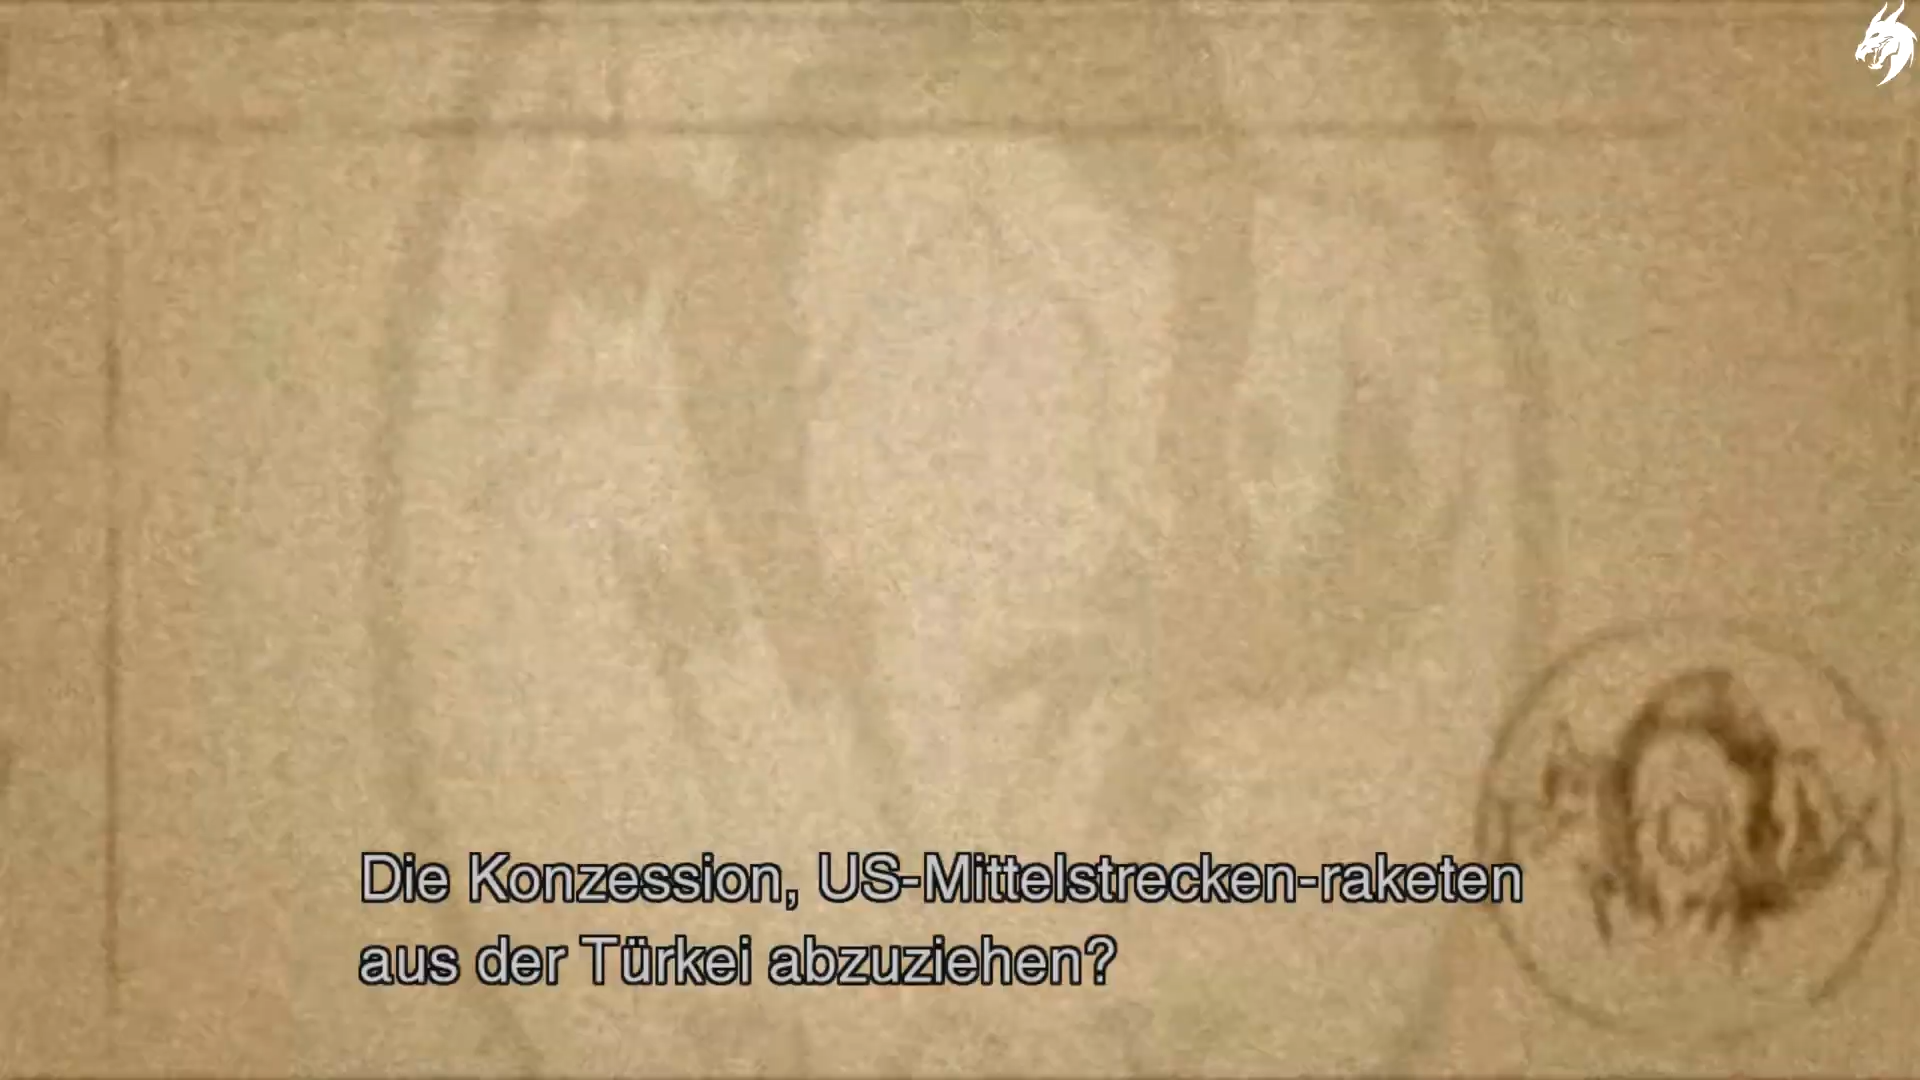 Die Konzession, US-Mittelstrecken-raketen
aus der Türkei abzuziehen?